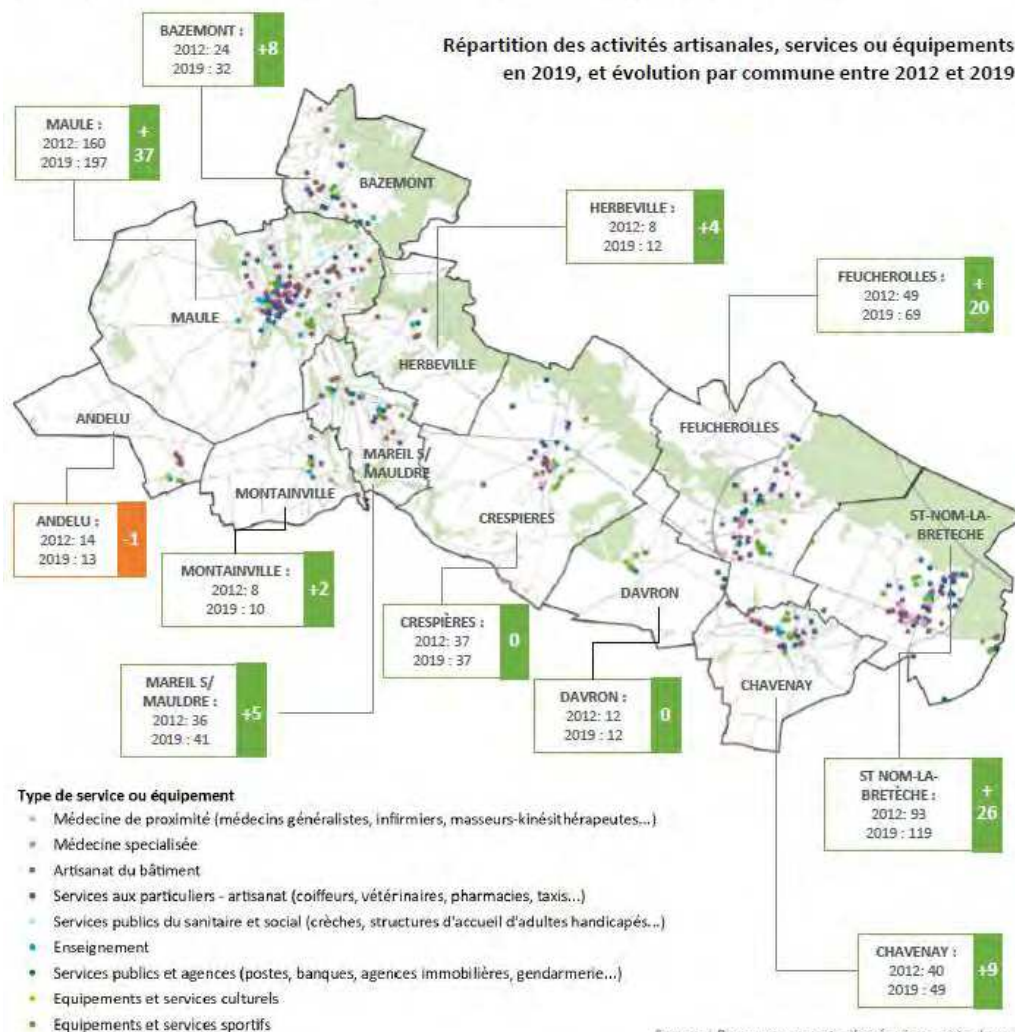 Répartition des activités artisanales, services ou équipements
en 2019, et évolution par commune entre 2012 et 2019
BAZEMONT :
2012: 24
2019 : 32
+8
MAULE :
2012: 160
2019 : 197
+
37
HERBEVILLE :
2012: 8
2019 : 12
+4
FEUCHEROLLES :
2012: 49
2019 : 69
+
20
BAZEMONT
MAULE
HERBEVILLE
ANDELU
FEUCHEROLLES
MAREIL S/
MAULDRE
MONTAINVILLE
CRESPIERES
ST-NOM-LA-
BRETECHE
DAVRON
CHAVENAY
ANDELU :
2012: 14
2019 : 13
-1
MONTAINVILLE :
2012: 8
2019 : 10
+2
CRESPIÈRES :
2012: 37
2019 : 37
0
MAREIL S/
MAULDRE :
2012: 36
2019 : 41
+5
DAVRON :
2012: 12
2019 : 12
0
ST NOM-LA-
BRETÈCHE :
2012: 93
2019 : 119
+
26
CHAVENAY :
2012: 40
2019 : 49
+9
Type de service ou équipement
Médecine de proximité (médecins généralistes, infirmiers, masseurs-kinésithérapeutes...)
Médecine specialisée
Artisanat du bâtiment
Services aux particuliers - artisanat (coiffeurs, vétérinaires, pharmacies, taxis...)
Services publics du sanitaire et social (crèches, structures d'accueil d'adultes handicapés...)
Enseignement
Services publics et agences (postes, banques, agences immobilières, gendarmerie...)
Equipements et services culturels
Equipements et services sportifs